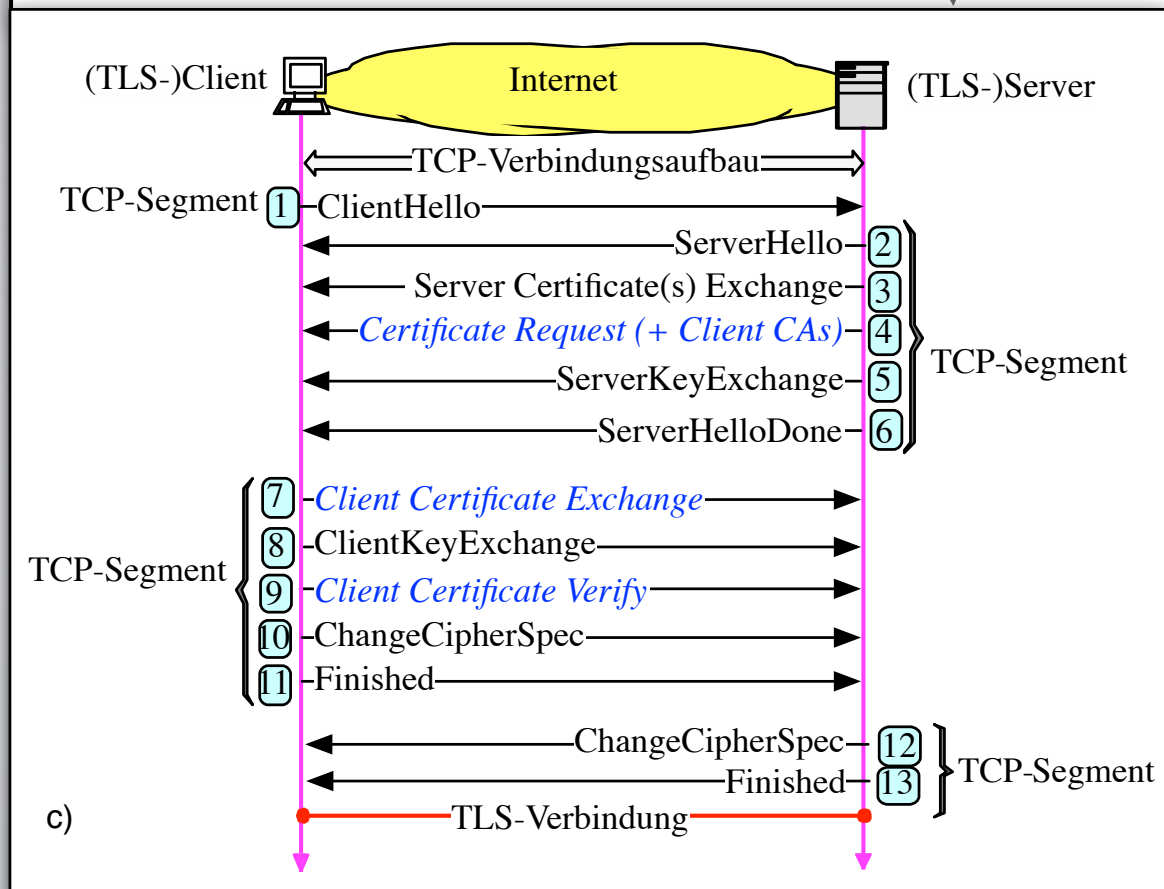 (TLS-)Client
Internet
(TLS-)Server
TCP-Verbindungsaufbau
TCP-Segment 1 ClientHello
ServerHello 2
Server Certificate(s) Exchange 3
Certificate Request (+ Client CAs) 4
TCP-Segment
ServerKeyExchange 5
ServerHelloDone 6
7 Client Certificate Exchange
8 ClientKeyExchange
TCP-Segment
9 Client Certificate Verify
10 ChangeCipherSpec
11 Finished
ChangeCipherSpec 12
TCP-Segment
Finished 13
c) TLS-Verbindung